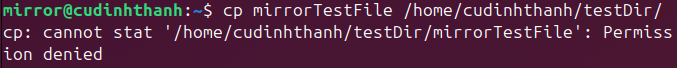 mirror@cudinhthanh:~$ cp mirrorTestFile /home/cudinhthanh/testDir/
cp: cannot stat '/home/cudinhthanh/testDir/mirrorTestFile': Permiss
ion denied